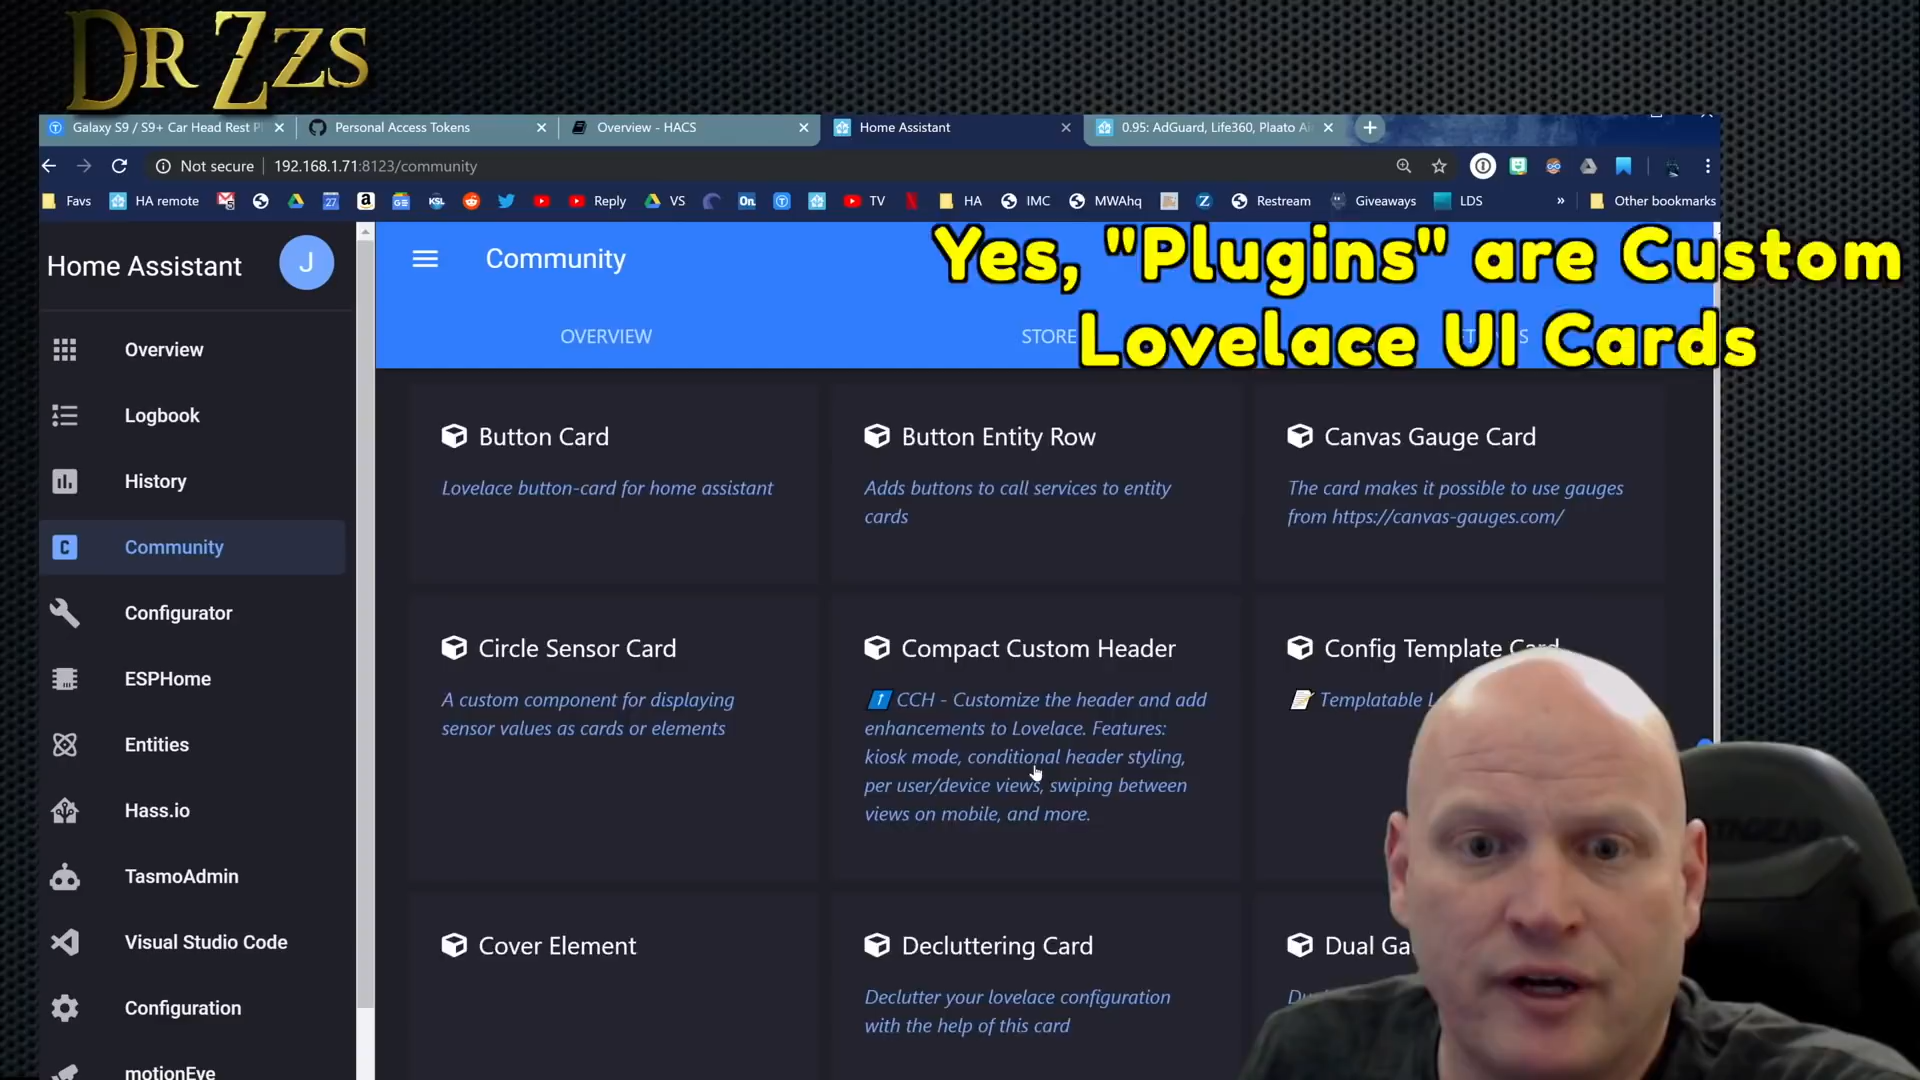 DR ZZS
Galaxy S9 / S9+ Car Head Rest P
Personal Access Tokens
Overview - HACS
Home Assistant
0.95: AdGuard, Life360, Plaato Ai
Not secure
192.168.1.71:8123/community
Favs
HA remote
27
KSL
On.
Reply
VS
TV
HA
IMC
MWAhq
Z
Restream
Giveaways
LDS
»
Other bookmarks
Home Assistant
J
Community
Yes, "Plugins" are Custom
Lovelace UI Cards
OVERVIEW
STORE
Overview
Logbook
History
C
Community
Configurator
ESPHome
Entities
Hass.io
TasmoAdmin
Visual Studio Code
Configuration
motionEye
Button Card
Lovelace button-card for home assistant
Button Entity Row
Adds buttons to call services to entity
cards
Canvas Gauge Card
The card makes it possible to use gauges
from https://canvas-gauges.com/
Circle Sensor Card
A custom component for displaying
sensor values as cards or elements
Compact Custom Header
CCH - Customize the header and add
enhancements to Lovelace. Features:
kiosk mode, conditional header styling,
per user/device views, swiping between
views on mobile, and more.
Config Template Card
Templatable L
Cover Element
Decluttering Card
Declutter your lovelace configuration
with the help of this card
Dual Ga
Du